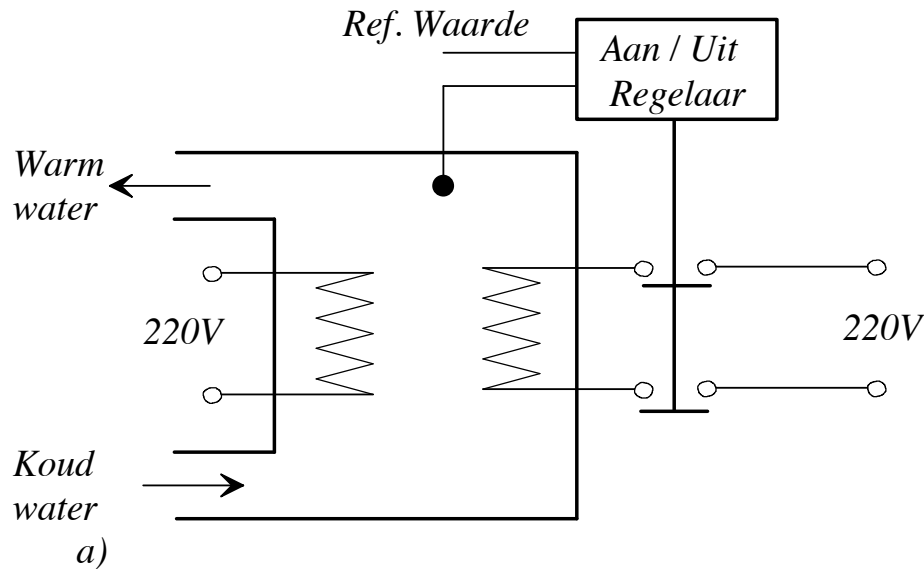 Ref. Waarde
Aan / Uit
Regelaar
Warm
water
220V
220V
Koud
water
a)